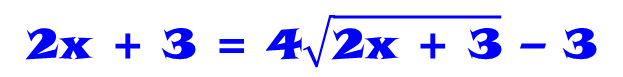 2x + 3 = 4√(2x + 3) − 3